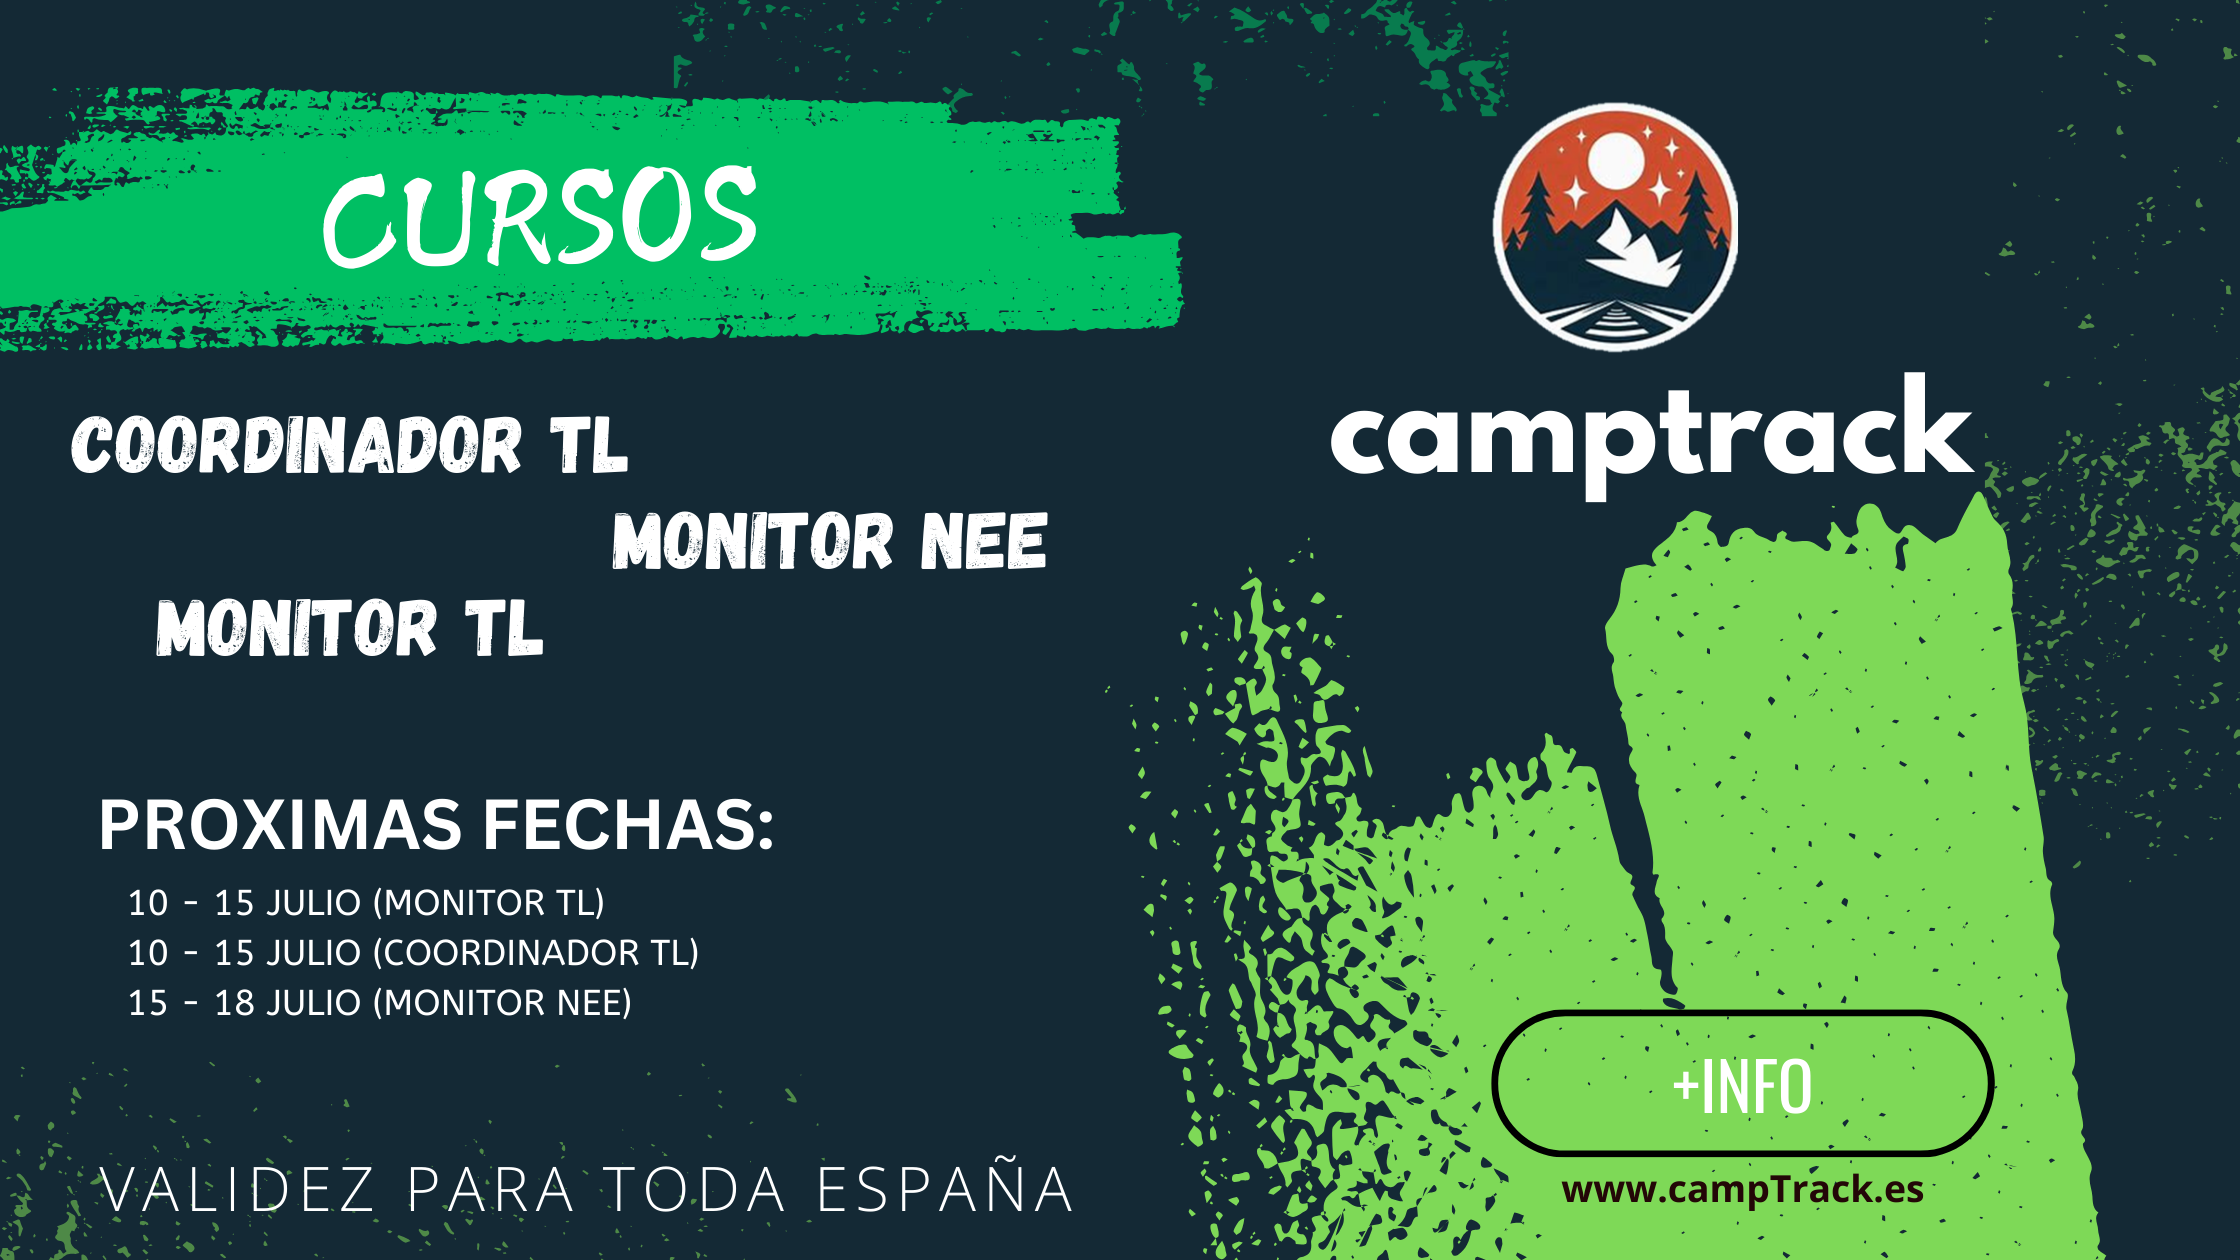 CURSOS
COORDINADOR TL
MONITOR NEE
MONITOR TL
PROXIMAS FECHAS:
10 - 15 JULIO (MONITOR TL)
10 - 15 JULIO (COORDINADOR TL)
15 - 18 JULIO (MONITOR NEE)
VALIDEZ PARA TODA ESPAÑA
camptrack
+INFO
www.campTrack.es